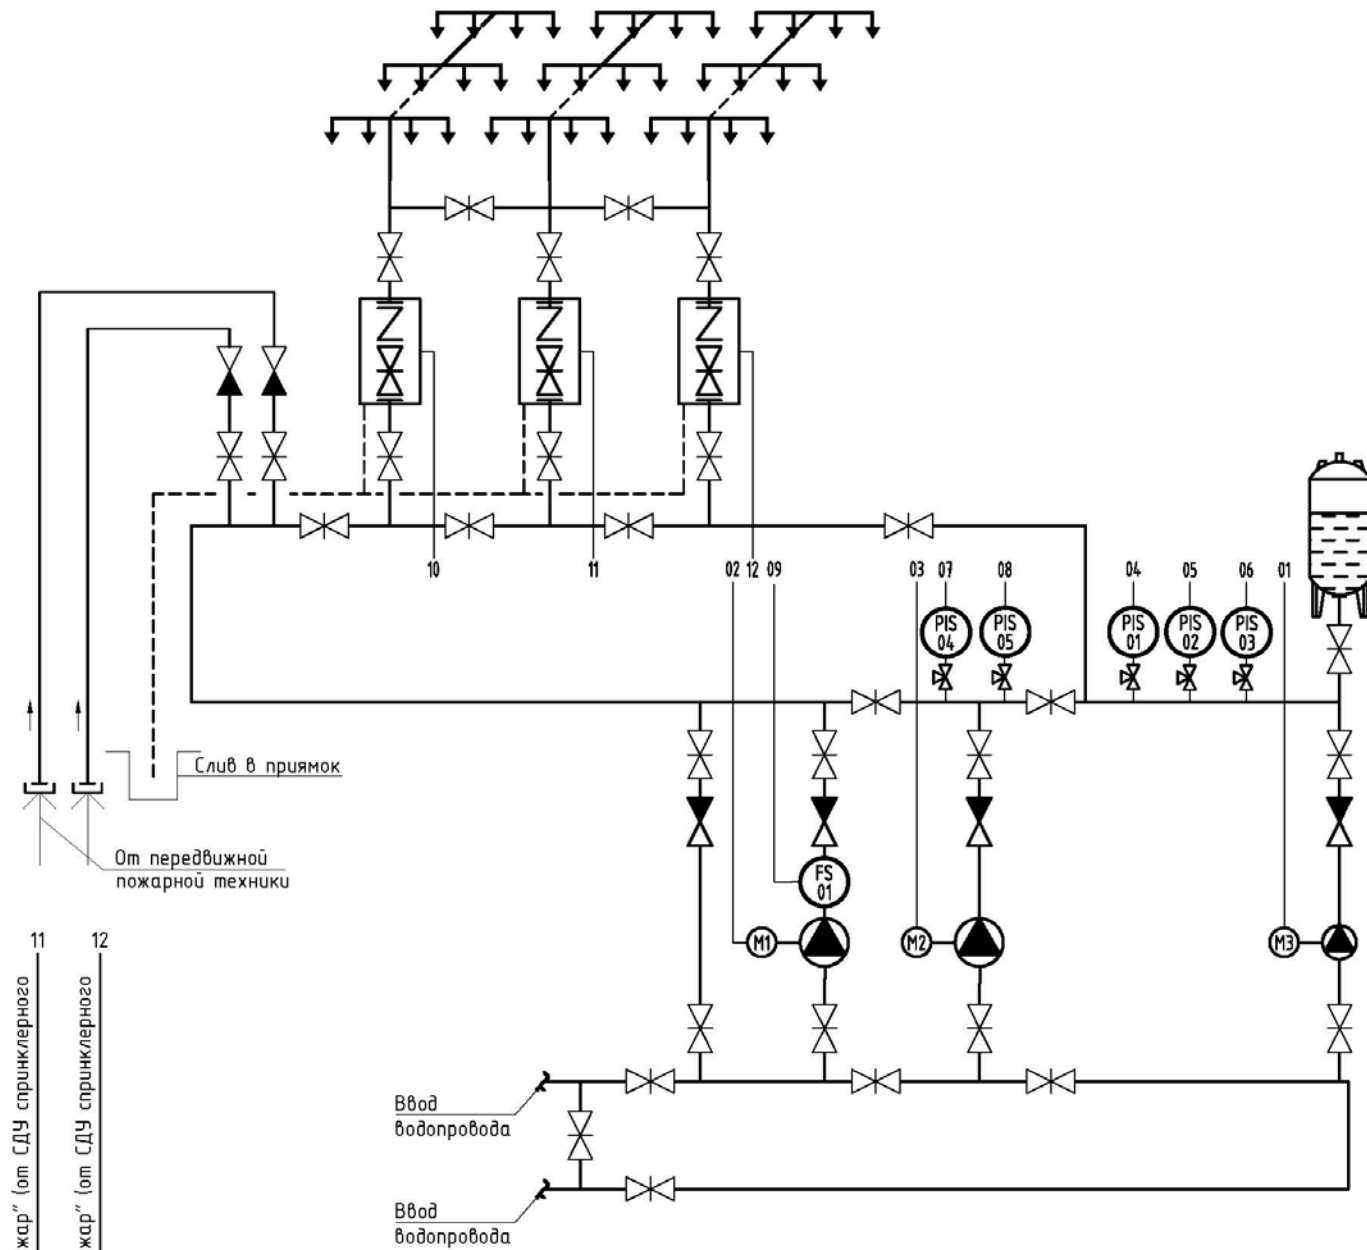 10
11
02
12
09
03
07
08
04
05
06
01
PIS
04
PIS
05
PIS
01
PIS
02
PIS
03
Слив в приямок
От передвижной
пожарной техники
FS
01
M1
M2
M3
11
12
жар" (от СДУ спринклерного
жар" (от СДУ спринклерного
Ввод
водопровода
Ввод
водопровода